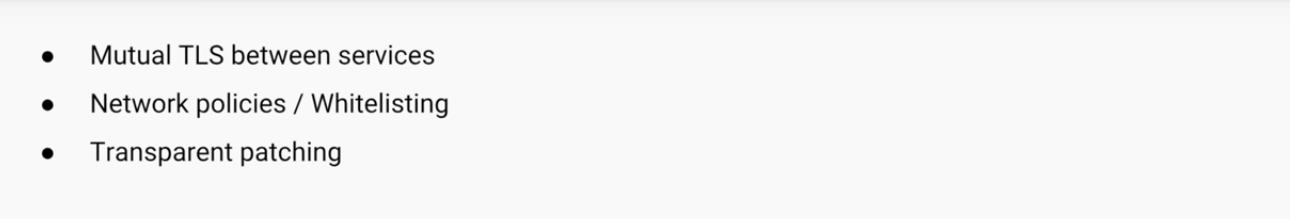 ● Mutual TLS between services
● Network policies / Whitelisting
● Transparent patching